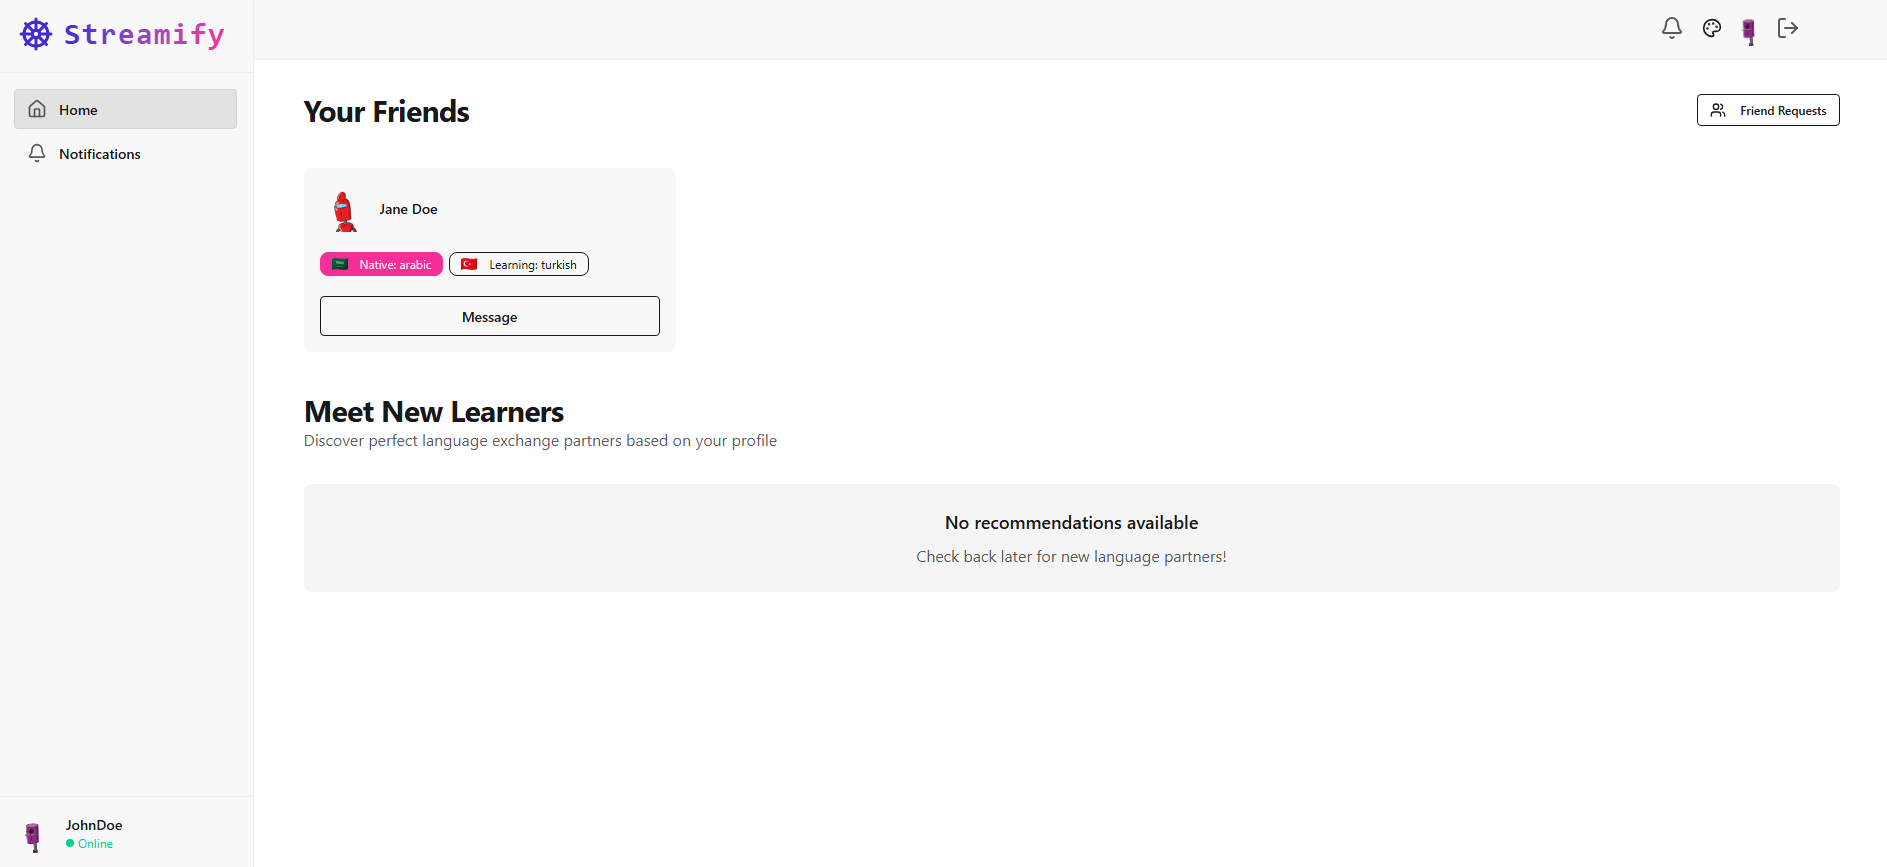 Streamify
Home
Notifications
Your Friends
Friend Requests
Jane Doe
Native: arabic
Learning: turkish
Message
Meet New Learners
Discover perfect language exchange partners based on your profile
No recommendations available
Check back later for new language partners!
JohnDoe
Online